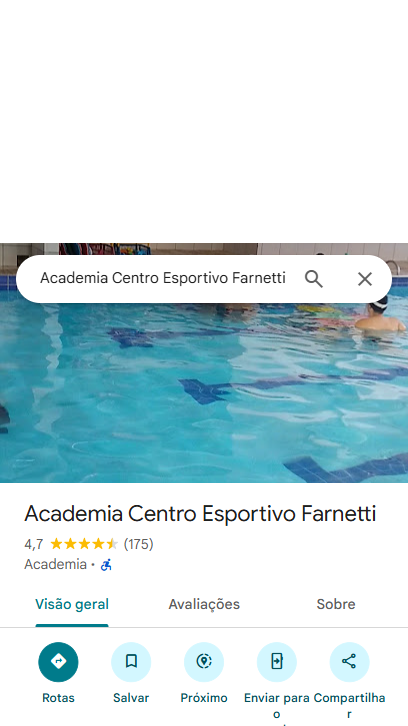 Academia Centro Esportivo Farnetti
Academia Centro Esportivo Farnetti
4,7 (175)
Academia ·
Visão geral Avaliações Sobre
Rotas Salvar Próximo Enviar para o Compartilhar